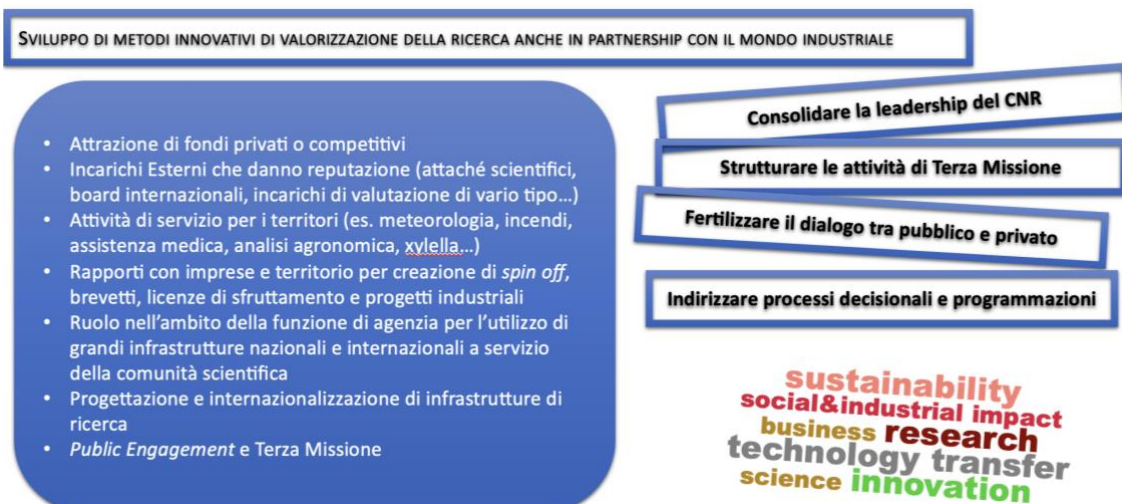 SVILUPPO DI METODI INNOVATIVI DI VALORIZZAZIONE DELLA RICERCA ANCHE IN PARTNERSHIP CON IL MONDO INDUSTRIALE
• Attrazione di fondi privati o competitivi
• Incarichi Esterni che danno reputazione (attaché scientifici,
board internazionali, incarichi di valutazione di vario tipo…)
• Attività di servizio per i territori (es. meteorologia, incendi,
assistenza medica, analisi agronomica, xylella…)
• Rapporti con imprese e territorio per creazione di spin off,
brevetti, licenze di sfruttamento e progetti industriali
• Ruolo nell'ambito della funzione di agenzia per l'utilizzo di
grandi infrastrutture nazionali e internazionali a servizio
della comunità scientifica
• Progettazione e internazionalizzazione di infrastrutture di
ricerca
• Public Engagement e Terza Missione
Consolidare la leadership del CNR
Strutturare le attività di Terza Missione
Fertilizzare il dialogo tra pubblico e privato
Indirizzare processi decisionali e programmazioni
sustainability
social&industrial impact
business research
technology transfer
science innovation